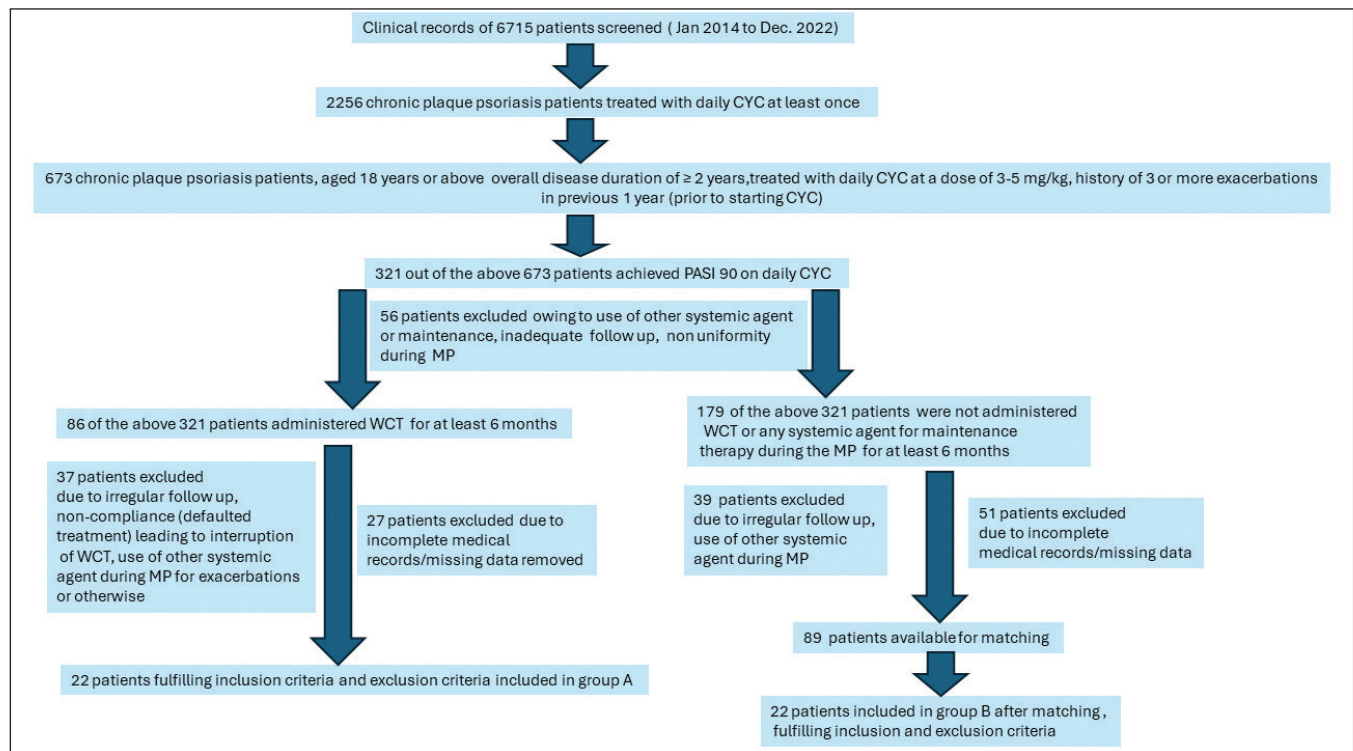 Clinical records of 6715 patients screened ( Jan 2014 to Dec. 2022)
2256 chronic plaque psoriasis patients treated with daily CYC at least once
673 chronic plaque psoriasis patients, aged 18 years or above overall disease duration of ≥ 2 years,treated with daily CYC at a dose of 3-5 mg/kg, history of 3 or more exacerbations
in previous 1 year (prior to starting CYC)
321 out of the above 673 patients achieved PASI 90 on daily CYC
56 patients excluded owing to use of other systemic agent
or maintenance, inadequate follow up, non uniformity
during MP
86 of the above 321 patients administered WCT for at least 6 months
179 of the above 321 patients were not administered
WCT or any systemic agent for maintenance
therapy during the MP for at least 6 months
37 patients excluded
due to irregular follow up,
non-compliance (defaulted
treatment) leading to interruption
of WCT, use of other systemic
agent during MP for exacerbations
or otherwise
27 patients excluded due to
incomplete medical
records/missing data removed
39 patients excluded
due to irregular follow up,
use of other systemic
agent during MP
51 patients excluded
due to incomplete
medical records/missing data
89 patients available for matching
22 patients fulfilling inclusion criteria and exclusion criteria included in group A
22 patients included in group B after matching ,
fulfilling inclusion and exclusion criteria